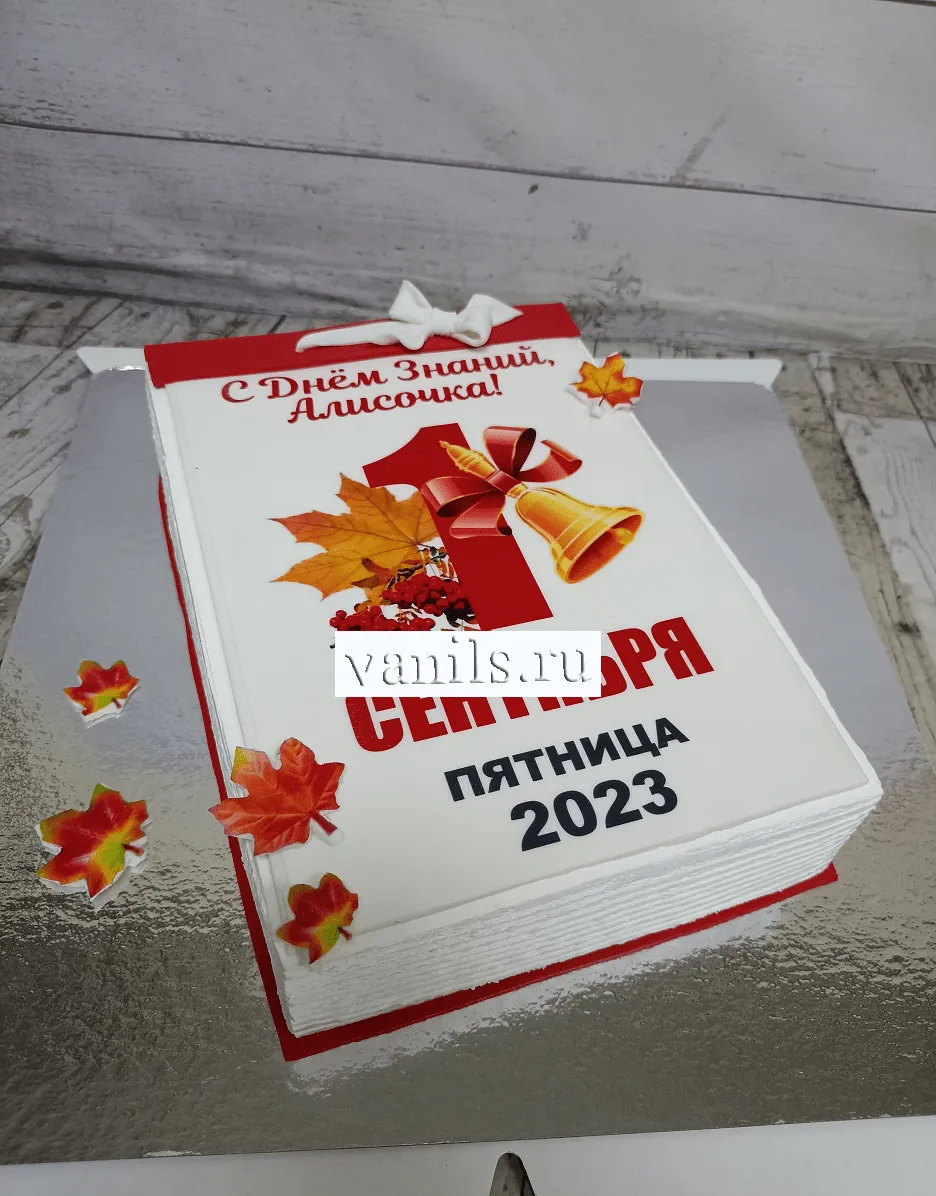 С Днём Знаний,
Алисочка!
1
vanils.ru
СЕНТЯБРЯ
ПЯТНИЦА
2023